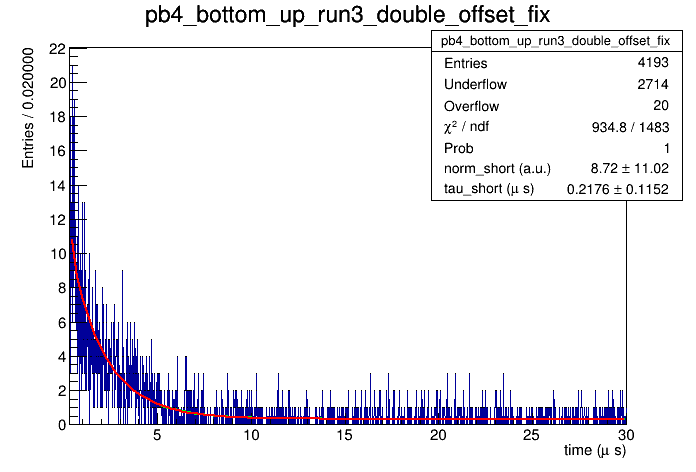 pb4_bottom_up_run3_double_offset_fix
pb4_bottom_up_run3_double_offset_fix
Entries 4193
Underflow 2714
Overflow 20
χ² / ndf 934.8 / 1483
Prob 1
norm_short (a.u.) 8.72 ± 11.02
tau_short (μ s) 0.2176 ± 0.1152
Entries / 0.020000
22
20
18
16
14
12
10
8
6
4
2
0
5 10 15 20 25 30
time (μ s)